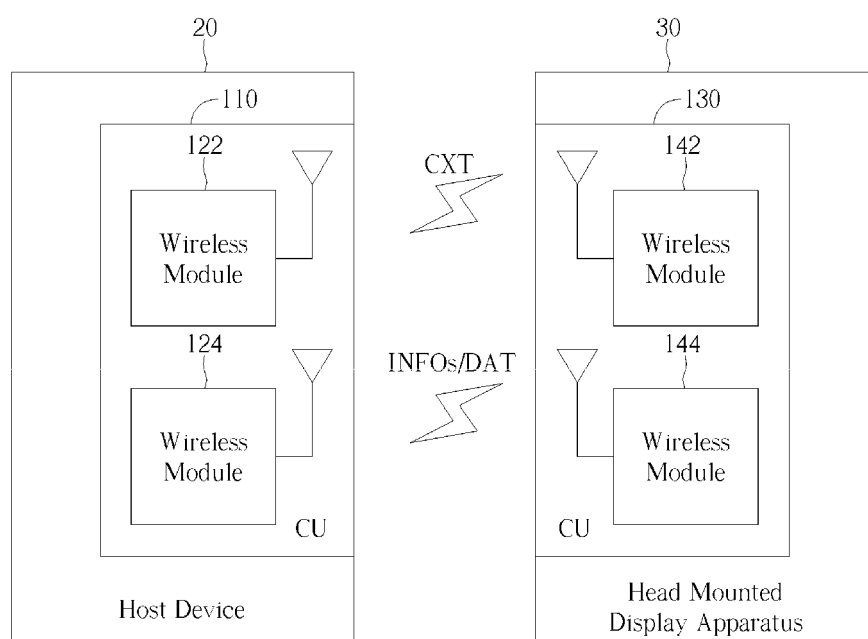 20
30
110
130
122
142
CXT
Wireless
Module
Wireless
Module
124
144
INFOs/DAT
Wireless
Module
Wireless
Module
CU
CU
Host Device
Head Mounted
Display Apparatus